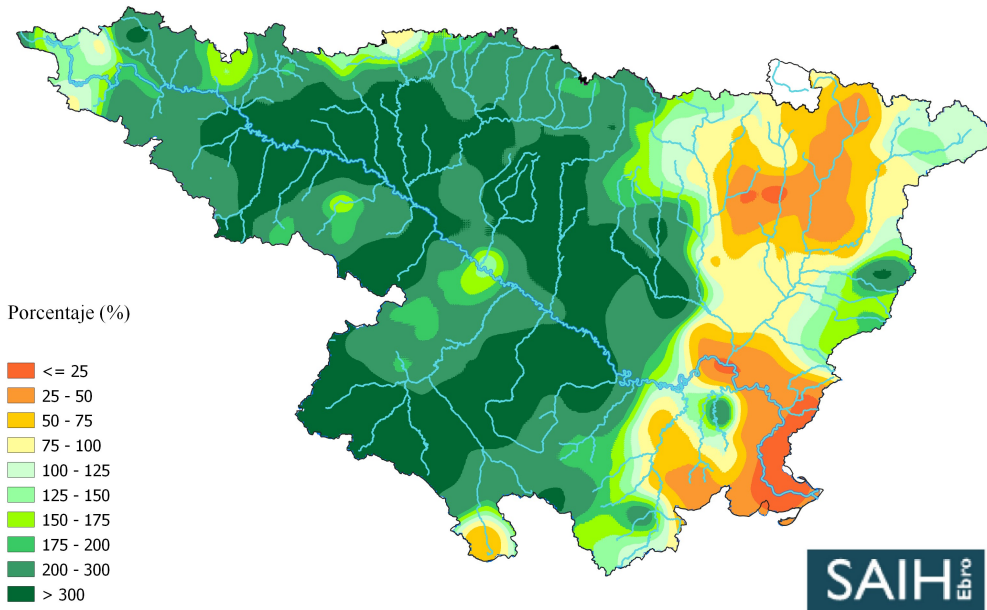 Porcentaje (%)
<= 25
25 - 50
50 - 75
75 - 100
100 - 125
125 - 150
150 - 175
175 - 200
200 - 300
> 300
SAIH Ebro